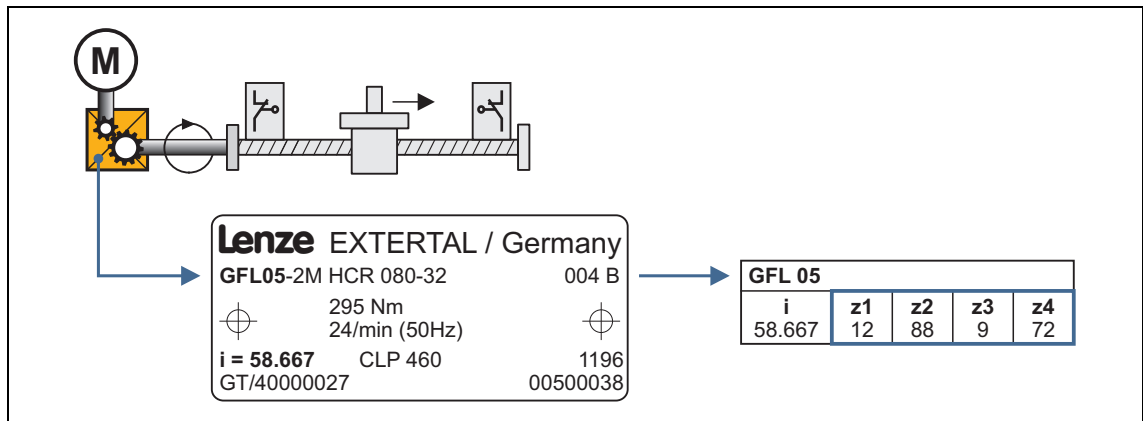 M
Lenze EXTERTAL / Germany
GFL05-2M HCR 080-32 004 B
295 Nm
24/min (50Hz)
i = 58.667 CLP 460 1196
GT/40000027 00500038
GFL 05
i z1 z2 z3 z4
58.667 12 88 9 72